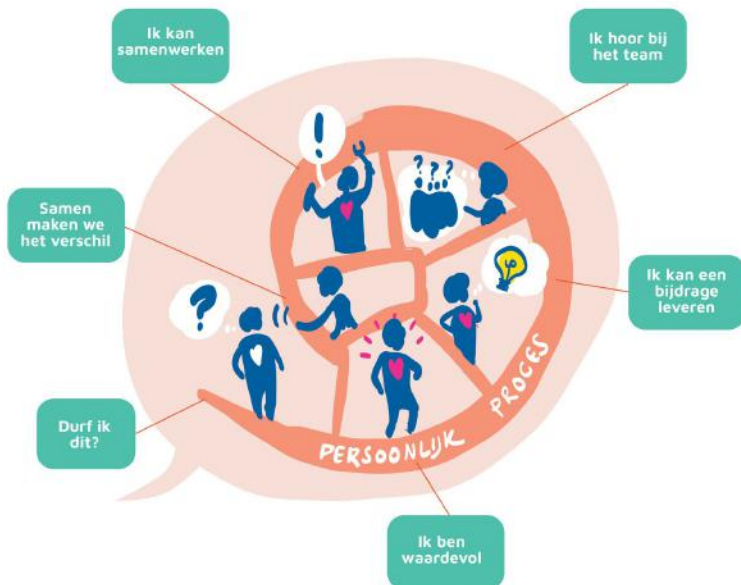 Ik kan
samenwerken
Ik hoor bij
het team
!
? ? ? ?
Samen
maken we
het verschil
?
Ik kan een
bijdrage
leveren
Durf ik
dit?
PERSOONLIJK PROCES
Ik ben
waardevol